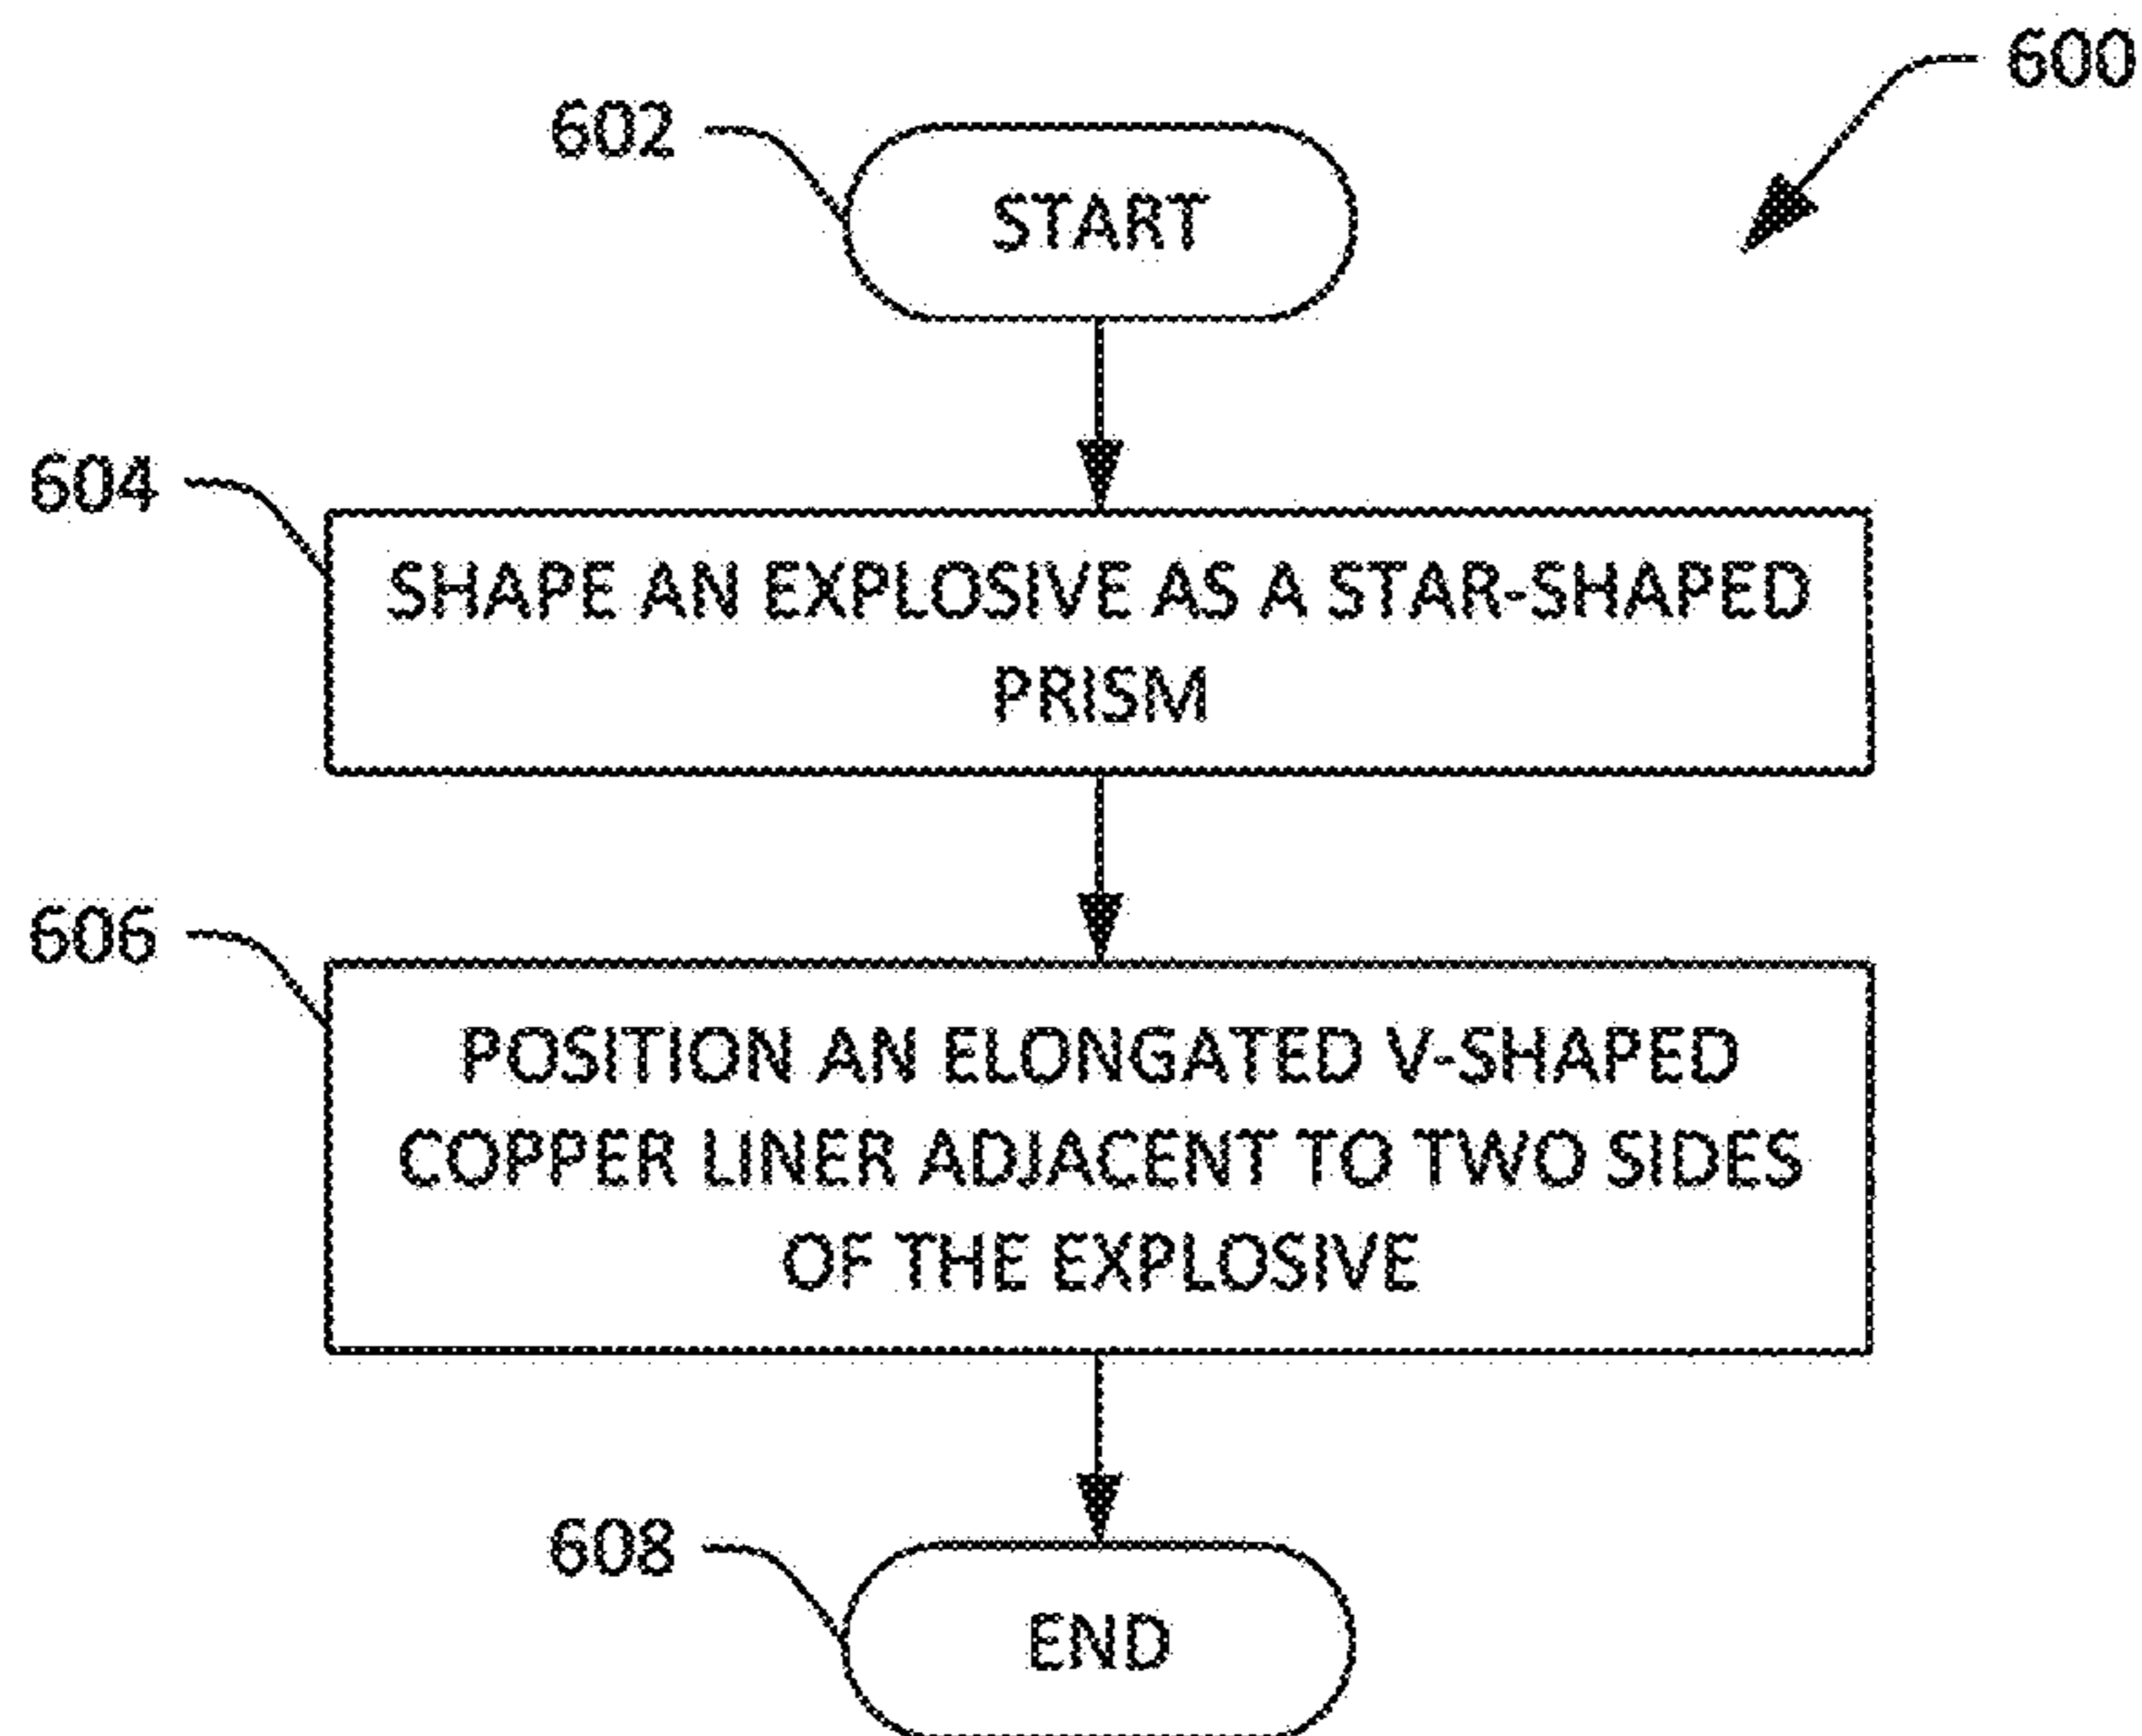 600
602
START
604
SHAPE AN EXPLOSIVE AS A STAR-SHAPED
PRISM
606
POSITION AN ELONGATED V-SHAPED
COPPER LINER ADJACENT TO TWO SIDES
OF THE EXPLOSIVE
608
END